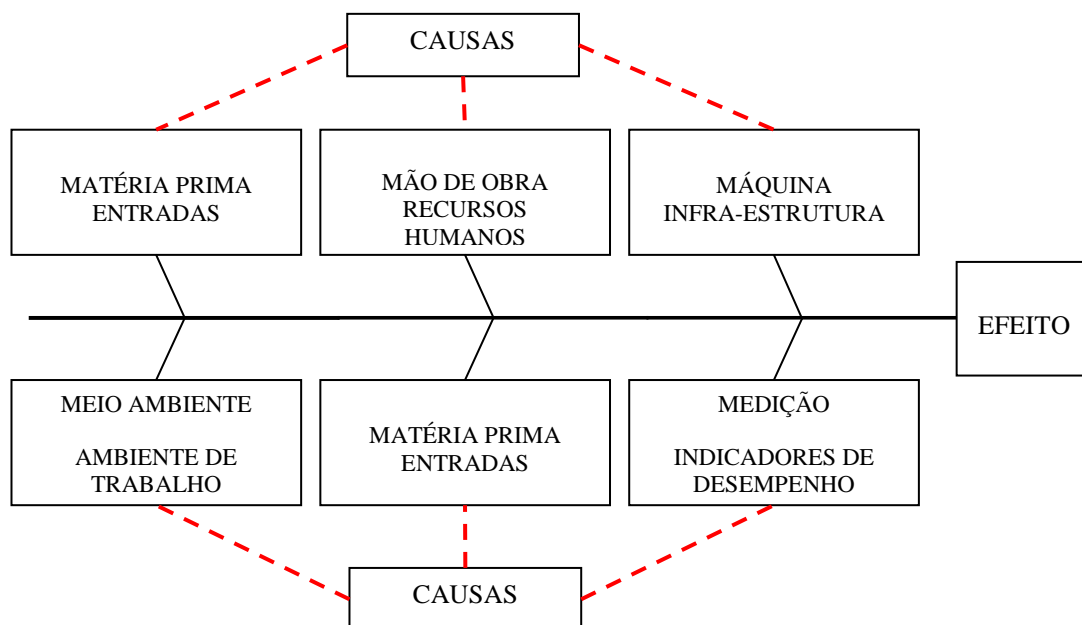 CAUSAS
MATÉRIA PRIMA
ENTRADAS
MÃO DE OBRA
RECURSOS
HUMANOS
MÁQUINA
INFRA-ESTRUTURA
EFEITO
MEIO AMBIENTE
AMBIENTE DE
TRABALHO
MATÉRIA PRIMA
ENTRADAS
MEDIÇÃO
INDICADORES DE
DESEMPENHO
CAUSAS